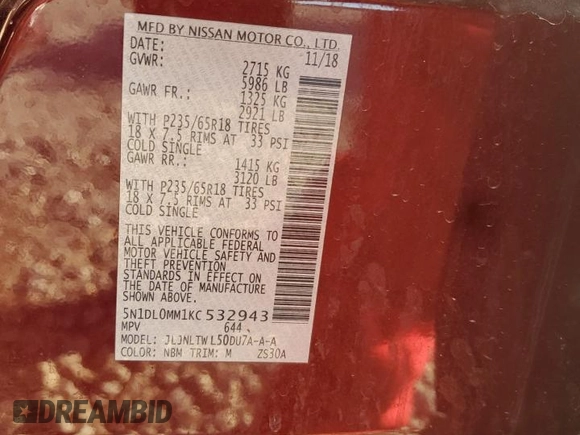 MFD BY NISSAN MOTOR CO., LTD.
DATE: 11/18
GVWR: 2715 KG
5986 LB
GAWR FR.: 1325 KG
2921 LB
WITH P235/65R18 TIRES
18 X 7.5 RIMS AT 33 PSI
COLD SINGLE
GAWR RR.: 1415 KG
3120 LB
WITH P235/65R18 TIRES
18 X 7.5 RIMS AT 33 PSI
COLD SINGLE
THIS VEHICLE CONFORMS TO
ALL APPLICABLE FEDERAL
MOTOR VEHICLE SAFETY AND
THEFT PREVENTION
STANDARDS IN EFFECT ON
THE DATE OF MANUFACTURE
SHOWN ABOVE.
5N1DL0MM1KC532943
MPV 644
MODEL:
COLOR: NBM TRIM: M ZS30A
DREAMBID